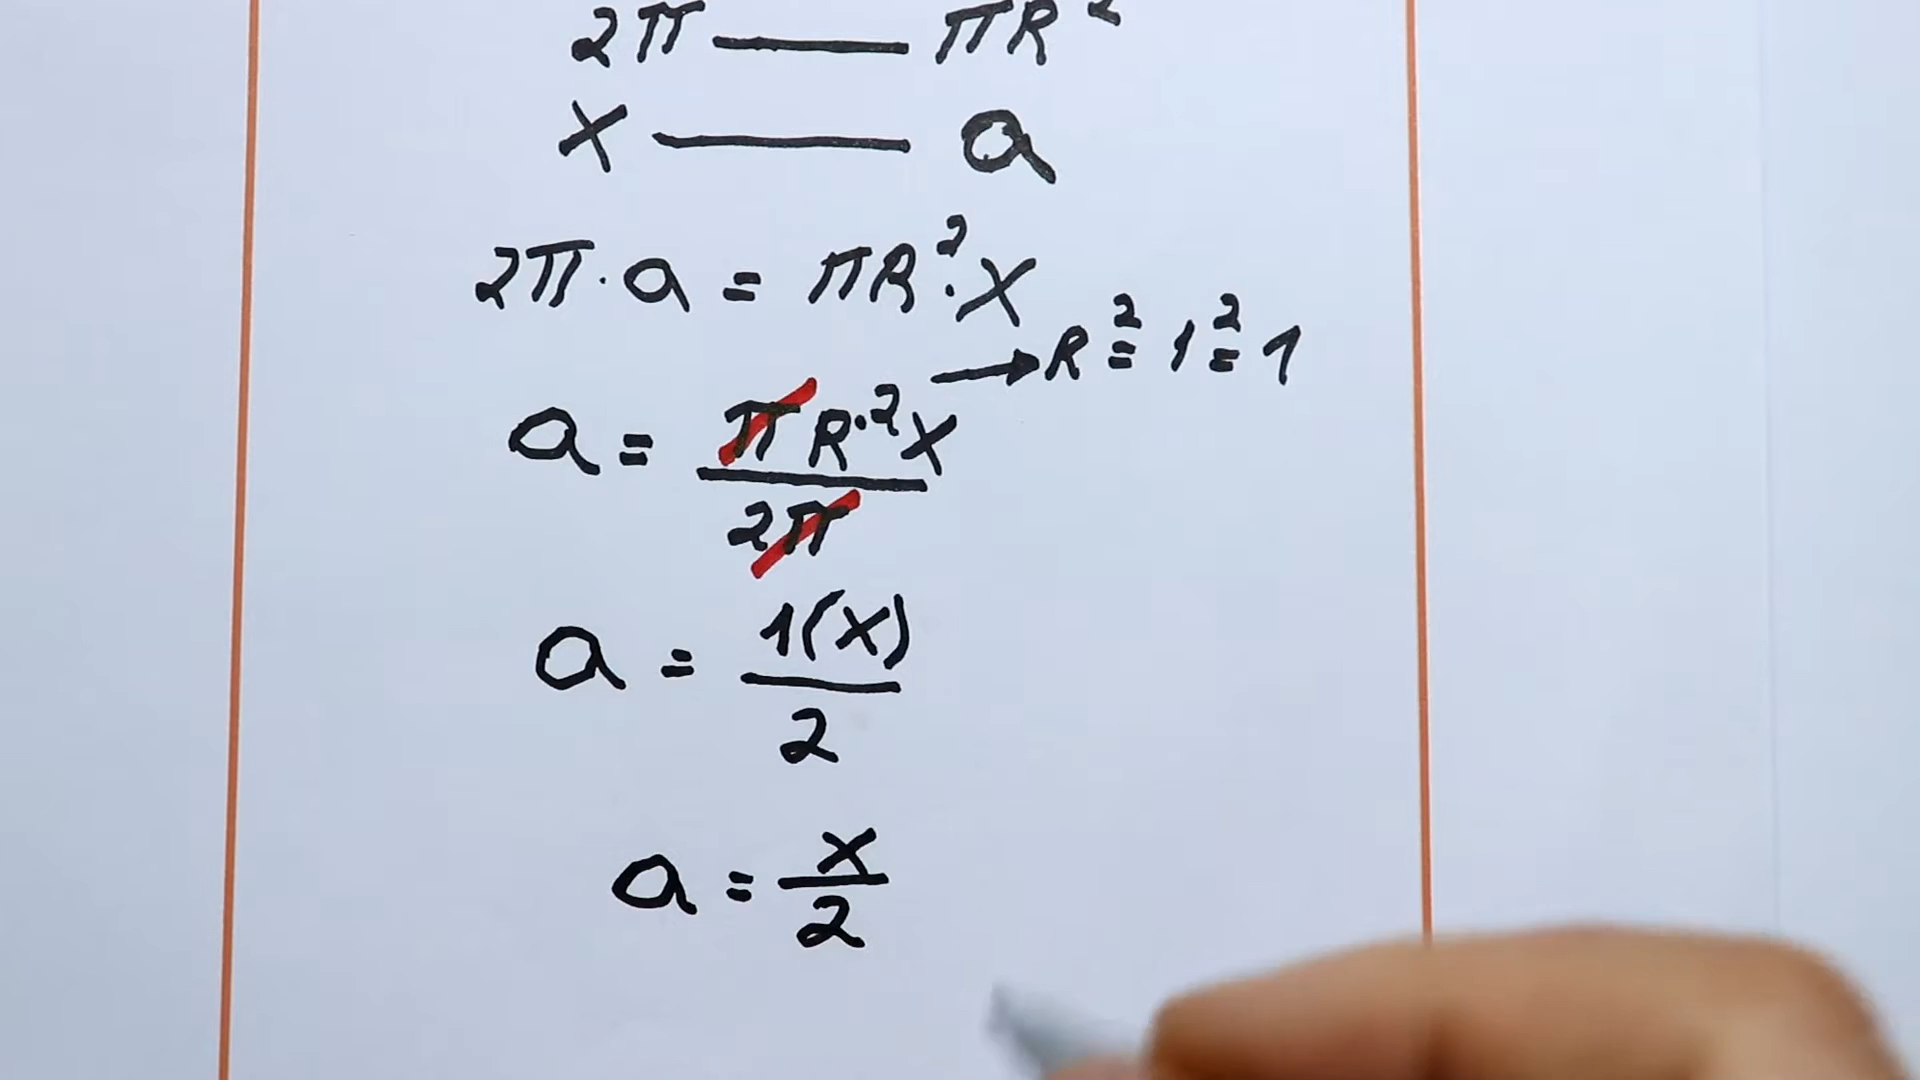 2π — πR²
x — a
2π · a = πR² · x
→ R² = 1² = 1
a = πR² · x / 2π
a = 1(x) / 2
a = x / 2